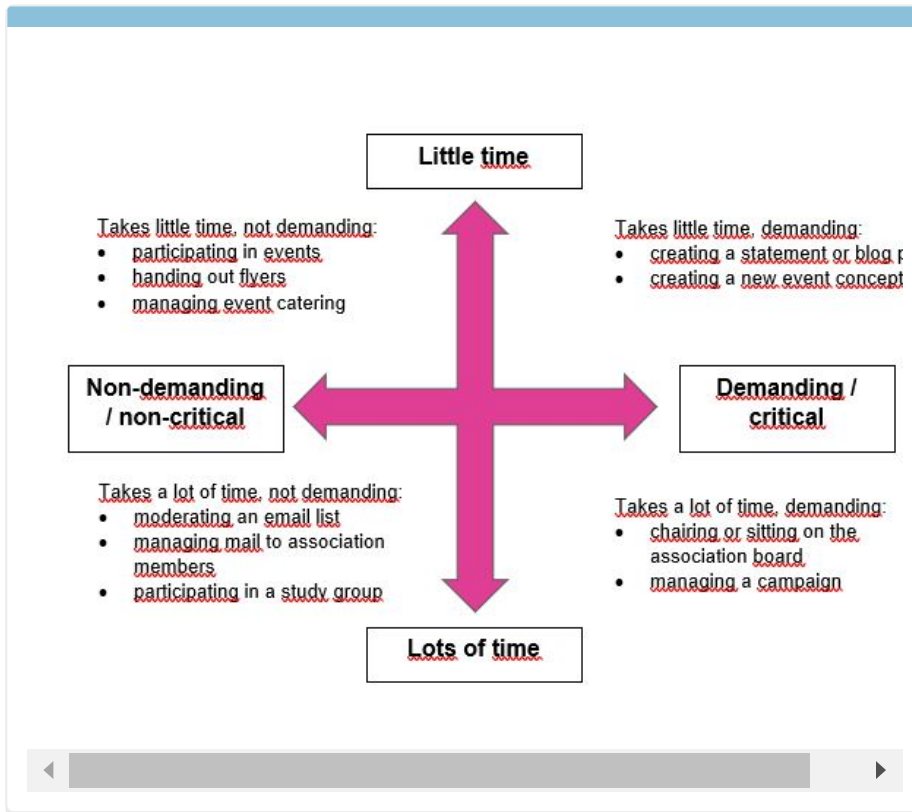 Little time
Takes little time, not demanding:
• participating in events
• handing out flyers
• managing event catering
Takes little time, demanding:
• creating a statement or blog p
• creating a new event concept
Non-demanding
/ non-critical
Demanding /
critical
Takes a lot of time, not demanding:
• moderating an email list
• managing mail to association
members
• participating in a study group
Takes a lot of time, demanding:
• chairing or sitting on the
association board
• managing a campaign
Lots of time